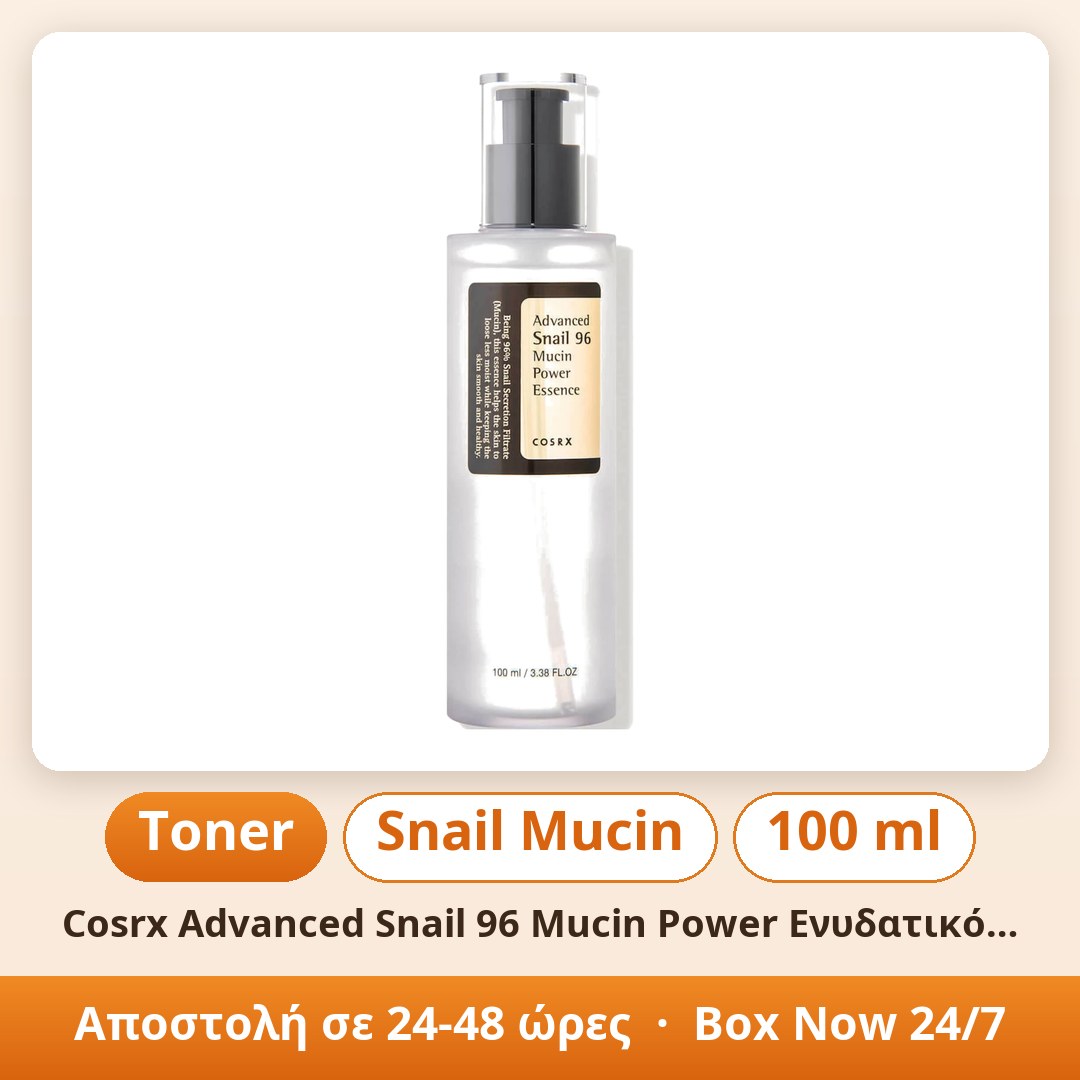 Advanced
Snail 96
Mucin
Power
Essence
COSRX
Being 96% Snail Secretion Filtrate
(Mucin), this essence helps the skin to
loose less moist while keeping the
skin smooth and healthy.
100 ml / 3.38 FL.OZ
Toner
Snail Mucin
100 ml
Cosrx Advanced Snail 96 Mucin Power Ενυδατικό...
Αποστολή σε 24-48 ώρες · Box Now 24/7